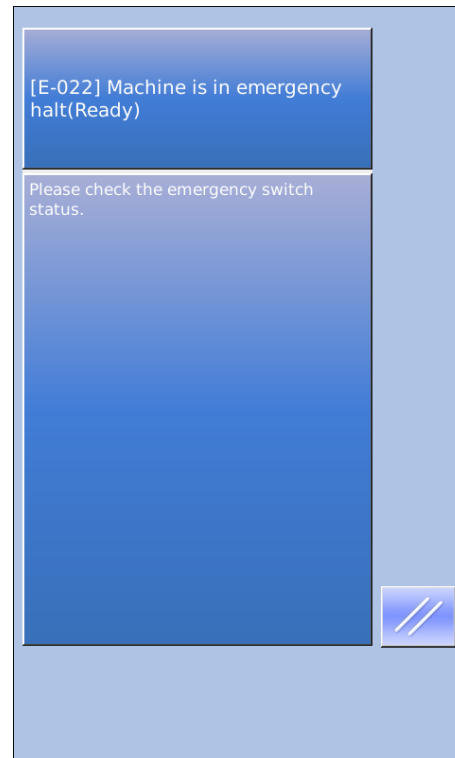 [E-022] Machine is in emergency
halt(Ready)
Please check the emergency switch
status.